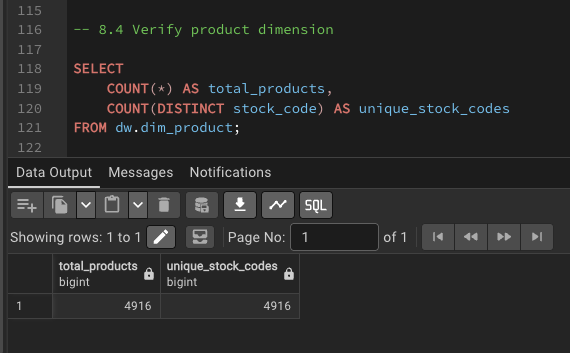 115
116 -- 8.4 Verify product dimension
117
118 SELECT
119 COUNT(*) AS total_products,
120 COUNT(DISTINCT stock_code) AS unique_stock_codes
121 FROM dw.dim_product;
122
Data Output Messages Notifications
SQL
Showing rows: 1 to 1 Page No: 1 of 1
total_products unique_stock_codes
bigint bigint
1 4916 4916